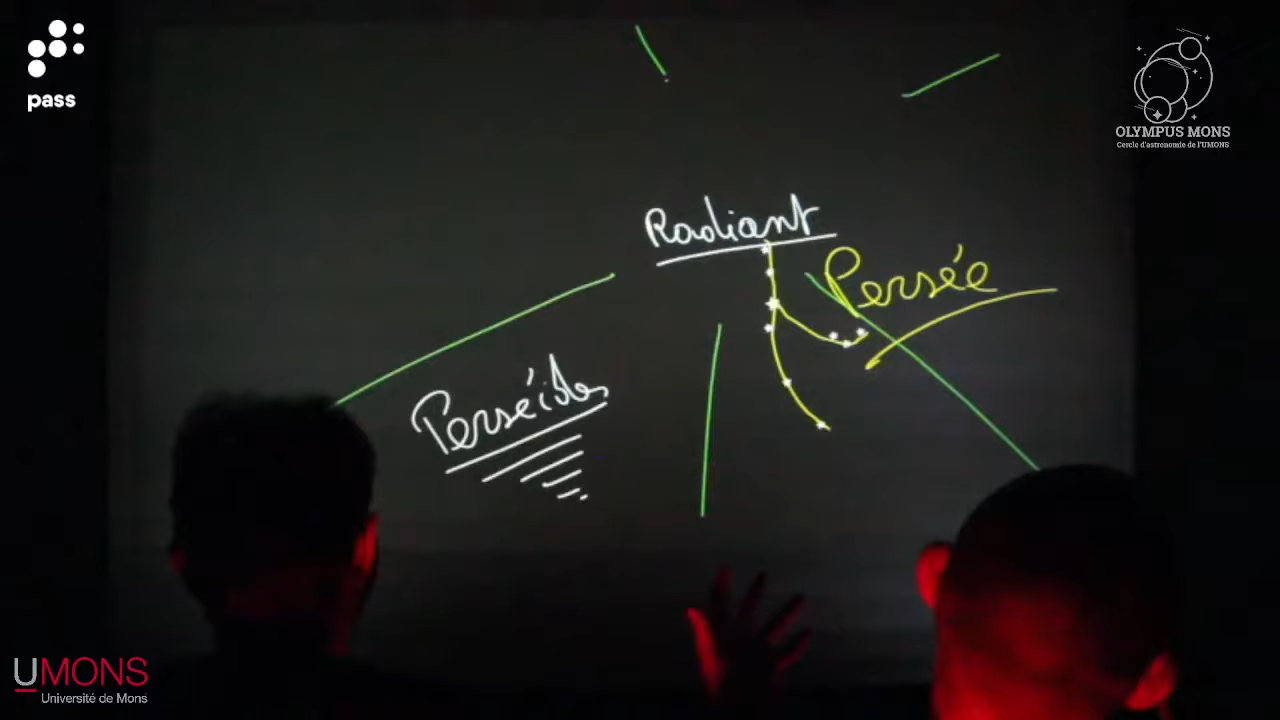 pass
OLYMPUS MONS
Cercle d'astronomie de l'UMONS
Radiant
Persée
Perséides
UMONS
Université de Mons